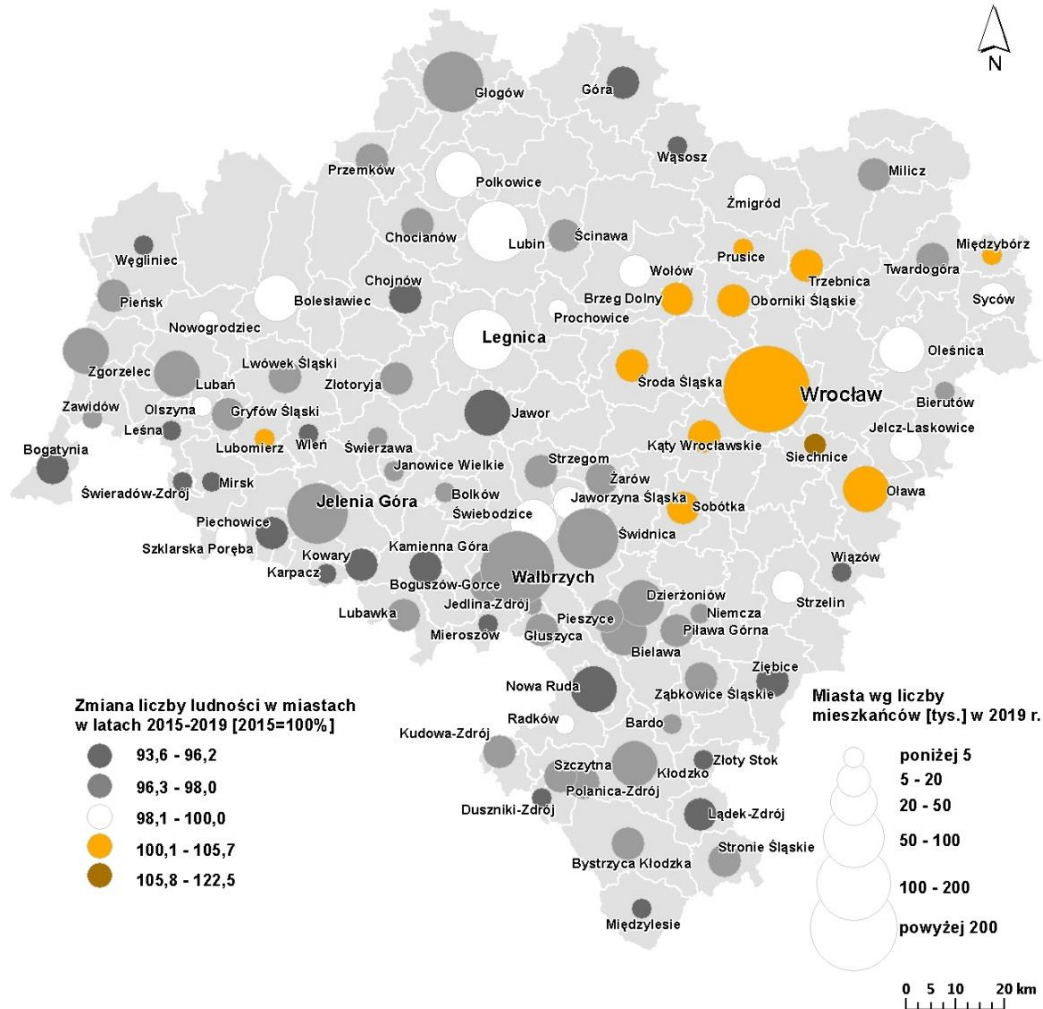 N
Głogów
Góra
Wąsosz
Przemków
Milicz
Polkowice
Żmigród
Chocianów
Lubin
Ścinawa
Węgliniec
Prusice
Międzybórz
Twardogóra
Trzebnica
Chojnów
Wołów
Pieńsk
Bolesławiec
Brzeg Dolny
Oborniki Śląskie
Syców
Prochowice
Nowogrodziec
Legnica
Oleśnica
Zgorzelec
Lwówek Śląski
Lubań
Złotoryja
Środa Śląska
Wrocław
Bierutów
Zawidów
Olszyna
Gryfów Śląski
Jawor
Leśna
Jelcz-Laskowice
Bogatynia
Lubomierz
Wleń
Świerzawa
Kąty Wrocławskie
Siechnice
Strzegom
Janowice Wielkie
Żarów
Świeradów-Zdrój
Mirsk
Bolków
Jaworzyna Śląska
Oława
Jelenia Góra
Sobótka
Świebodzice
Piechowice
Świdnica
Szklarska Poręba
Kowary
Kamienna Góra
Wiązów
Karpacz
Boguszów-Gorce
Wałbrzych
Strzelin
Jedlina-Zdrój
Dzierżoniów
Lubawka
Pieszyce
Niemcza
Mieroszów
Głuszyca
Piława Górna
Bielawa
Ziębice
Nowa Ruda
Ząbkowice Śląskie
Radków
Bardo
Kudowa-Zdrój
Złoty Stok
Szczytna
Kłodzko
Polanica-Zdrój
Duszniki-Zdrój
Lądek-Zdrój
Stronie Śląskie
Bystrzyca Kłodzka
Międzylesie
Zmiana liczby ludności w miastach
w latach 2015-2019 [2015=100%]
93,6 - 96,2
96,3 - 98,0
98,1 - 100,0
100,1 - 105,7
105,8 - 122,5
Miasta wg liczby
mieszkańców [tys.] w 2019 r.
poniżej 5
5 - 20
20 - 50
50 - 100
100 - 200
powyżej 200
0 5 10 20 km